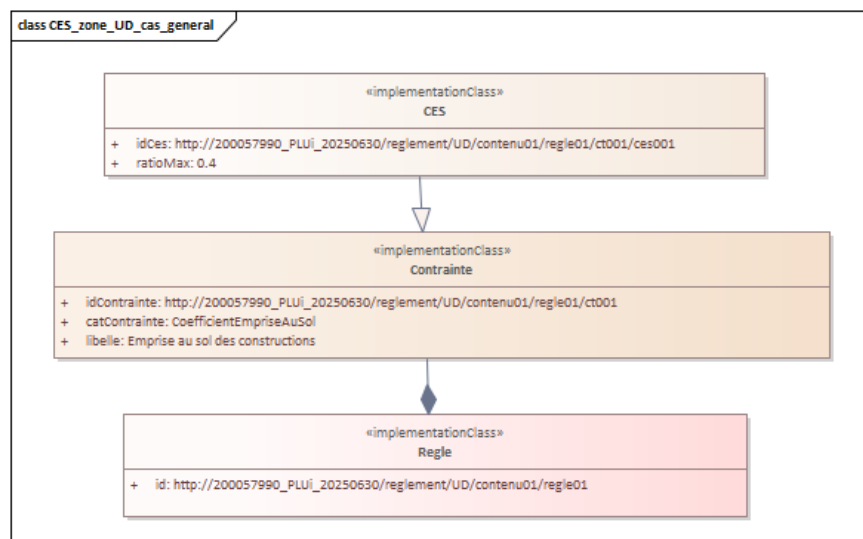 class CES_zone_UD_cas_general
«implementationClass»
CES
+ idCes: http://200057990_PLUi_20250630/reglement/UD/contenu01/regle01/ct001/ces001
+ ratioMax: 0.4
«implementationClass»
Contrainte
+ idContrainte: http://200057990_PLUi_20250630/reglement/UD/contenu01/regle01/ct001
+ catContrainte: CoefficientEmpriseAuSol
+ libelle: Emprise au sol des constructions
«implementationClass»
Regle
+ id: http://200057990_PLUi_20250630/reglement/UD/contenu01/regle01